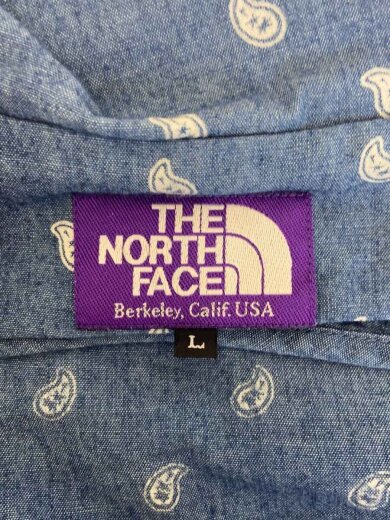 THE
NORTH
FACE
Berkeley, Calif. USA
L